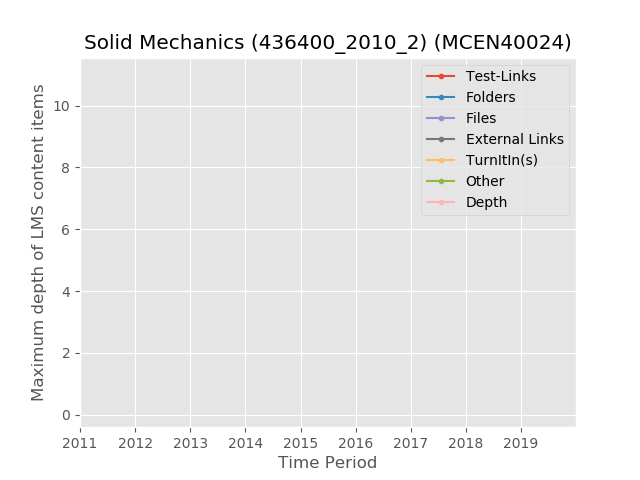 Solid Mechanics (436400_2010_2) (MCEN40024)
Maximum depth of LMS content items
10
8
6
4
2
0
Test-Links
Folders
Files
External Links
TurnItIn(s)
Other
Depth
2011 2012 2013 2014 2015 2016 2017 2018 2019
Time Period